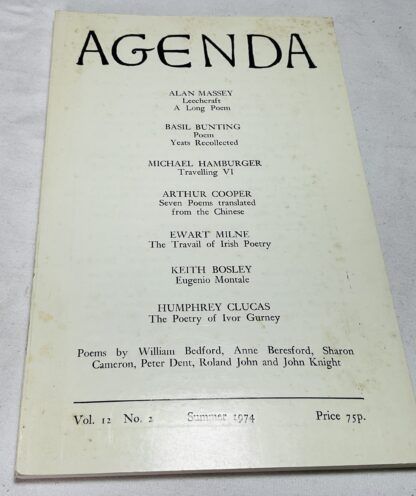 AGENDA
ALAN MASSEY
Leechcraft
A Long Poem
BASIL BUNTING
Poem
Yeats Recollected
MICHAEL HAMBURGER
Travelling VI
ARTHUR COOPER
Seven Poems translated
from the Chinese
EWART MILNE
The Travail of Irish Poetry
KEITH BOSLEY
Eugenio Montale
HUMPHREY CLUCAS
The Poetry of Ivor Gurney
Poems by William Bedford, Anne Beresford, Sharon
Cameron, Peter Dent, Roland John and John Knight
Vol. 12 No. 2 Summer 1974 Price 75p.